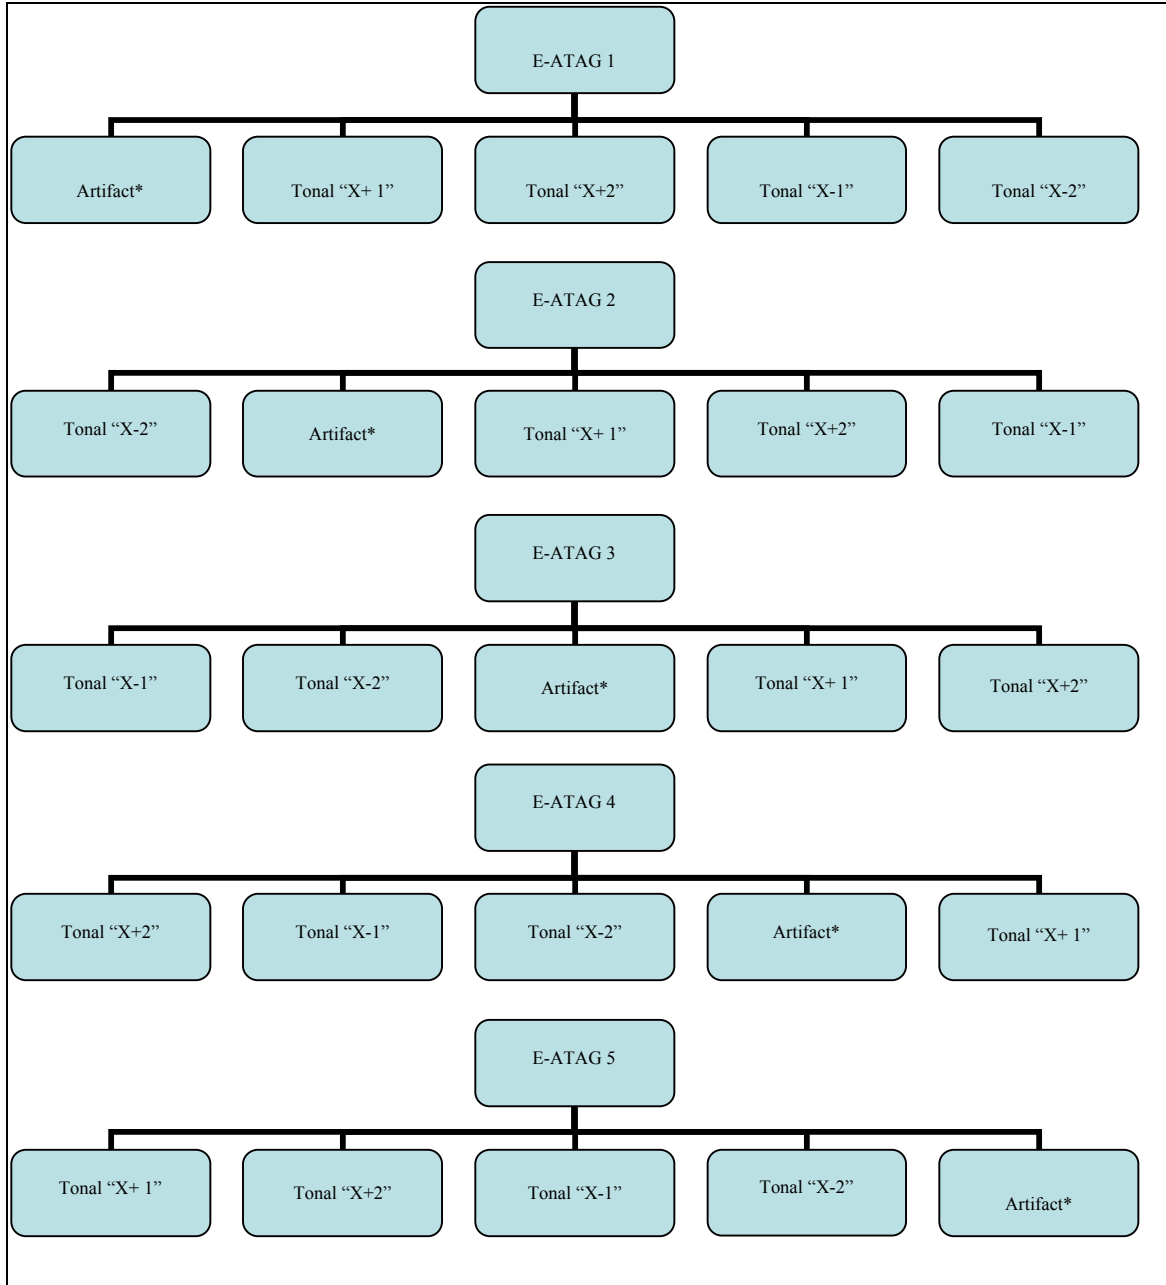 E-ATAG 1
Artifact*
Tonal “X+ 1”
Tonal “X+2”
Tonal “X-1”
Tonal “X-2”
E-ATAG 2
Tonal “X-2”
Artifact*
Tonal “X+ 1”
Tonal “X+2”
Tonal “X-1”
E-ATAG 3
Tonal “X-1”
Tonal “X-2”
Artifact*
Tonal “X+ 1”
Tonal “X+2”
E-ATAG 4
Tonal “X+2”
Tonal “X-1”
Tonal “X-2”
Artifact*
Tonal “X+ 1”
E-ATAG 5
Tonal “X+ 1”
Tonal “X+2”
Tonal “X-1”
Tonal “X-2”
Artifact*